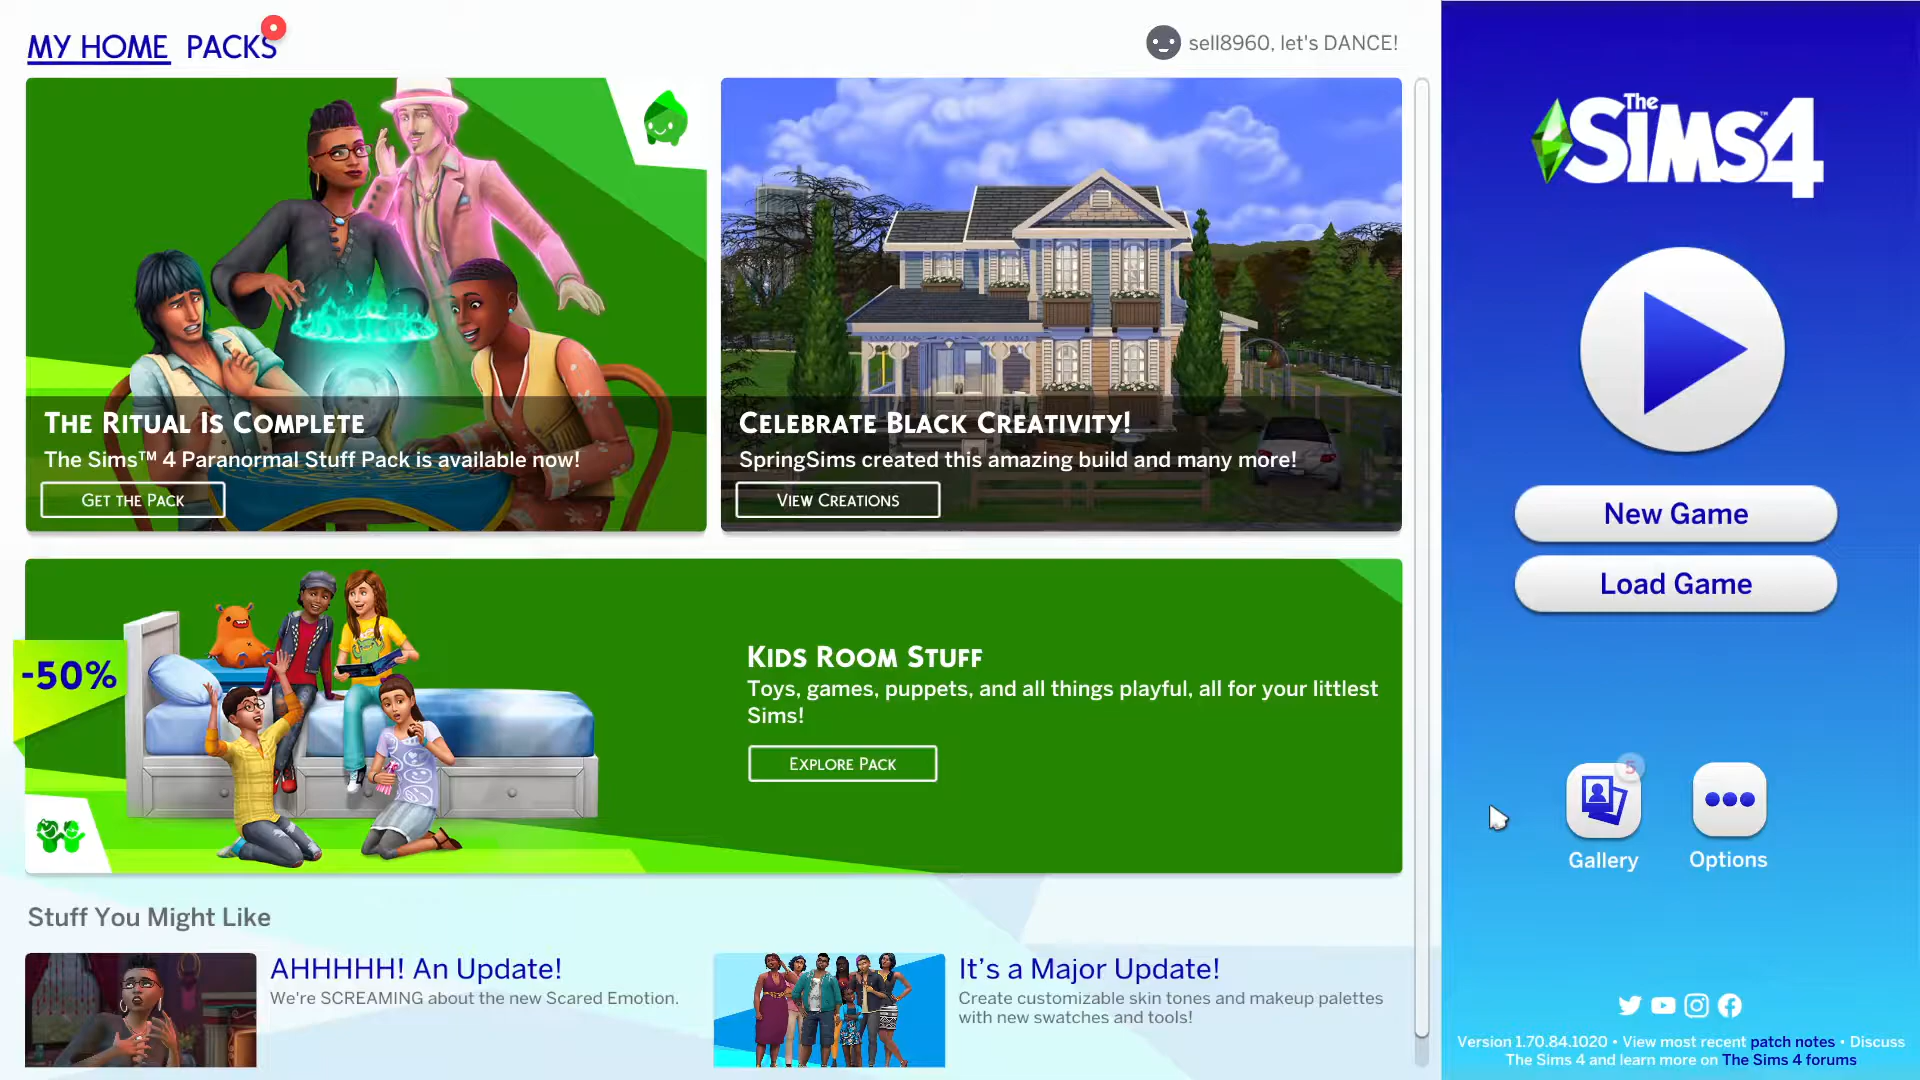 MY HOME PACKS
sell8960, let's DANCE!
THE RITUAL IS COMPLETE
The Sims™ 4 Paranormal Stuff Pack is available now!
GET THE PACK
CELEBRATE BLACK CREATIVITY!
SpringSims created this amazing build and many more!
VIEW CREATIONS
-50%
KIDS ROOM STUFF
Toys, games, puppets, and all things playful, all for your littlest
Sims!
EXPLORE PACK
Stuff You Might Like
AHHHHH! An Update!
We're SCREAMING about the new Scared Emotion.
It's a Major Update!
Create customizable skin tones and makeup palettes
with new swatches and tools!
The SIMS 4™
New Game
Load Game
5
Gallery
Options
Version 1.70.84.1020 • View most recent patch notes • Discuss
The Sims 4 and learn more on The Sims 4 forums